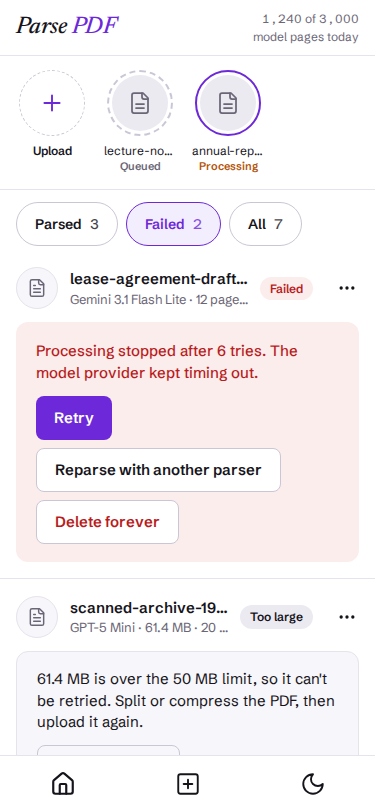 Parse PDF
1,240 of 3,000
model pages today
Upload
lecture-no...
Queued
annual-rep...
Processing
Parsed 3
Failed 2
All 7
lease-agreement-draft...
Gemini 3.1 Flash Lite · 12 page...
Failed
Processing stopped after 6 tries. The
model provider kept timing out.
Retry
Reparse with another parser
Delete forever
scanned-archive-19...
GPT-5 Mini · 61.4 MB · 20 ...
Too large
61.4 MB is over the 50 MB limit, so it can't
be retried. Split or compress the PDF, then
upload it again.